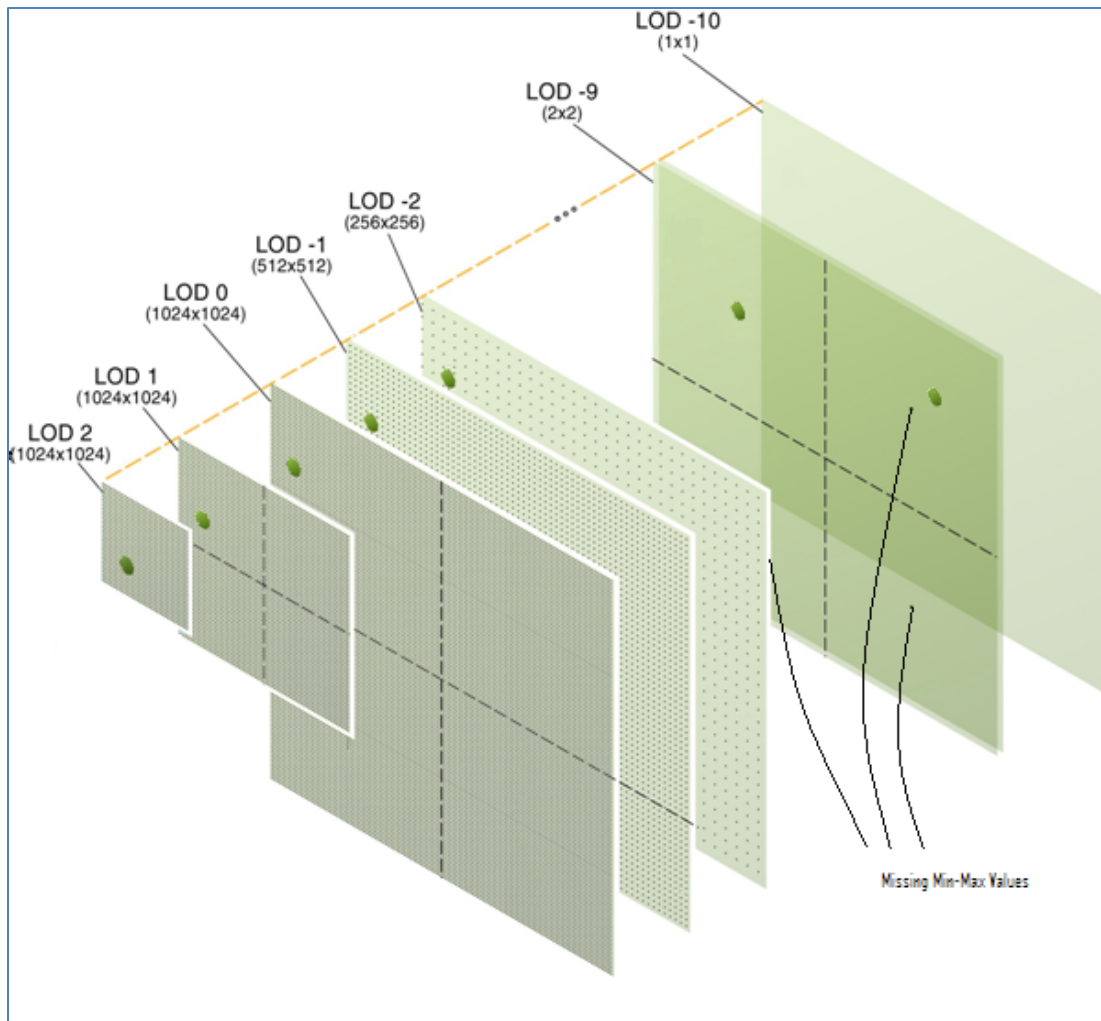 LOD -10
(1x1)
LOD -9
(2x2)
LOD -2
(256x256)
LOD -1
(512x512)
LOD 0
(1024x1024)
LOD 1
(1024x1024)
LOD 2
(1024x1024)
Missing Min-Max Values